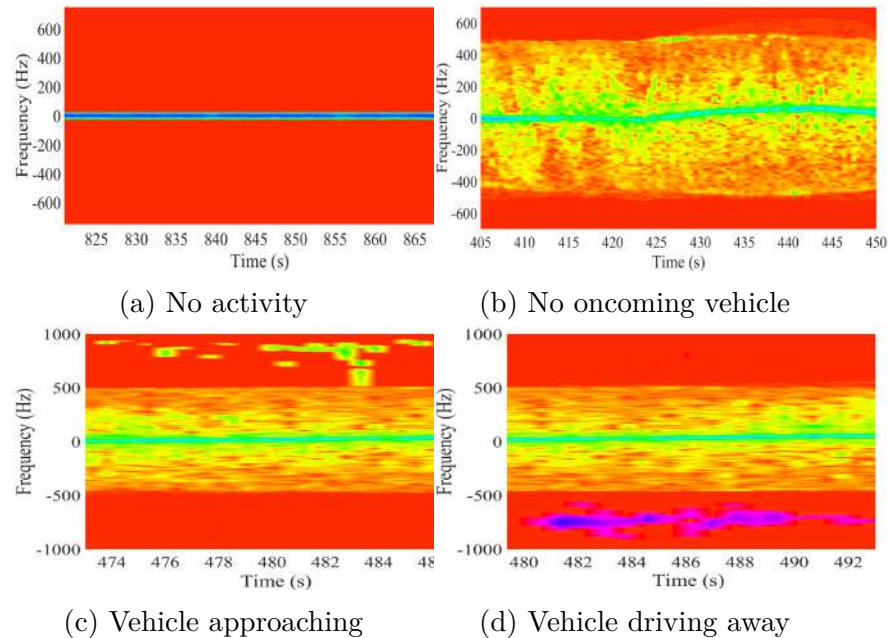 Frequency (Hz)
600
400
200
0
-200
-400
-600
825 830 835 840 845 850 855 860 865
Time (s)
(a) No activity
Frequency (Hz)
600
400
200
0
-200
-400
-600
405 410 415 420 425 430 435 440 445 450
Time (s)
(b) No oncoming vehicle
Frequency (Hz)
1000
500
0
-500
-1000
474 476 478 480 482 484 48
Time (s)
(c) Vehicle approaching
Frequency (Hz)
1000
500
0
-500
-1000
480 482 484 486 488 490 492
Time (s)
(d) Vehicle driving away